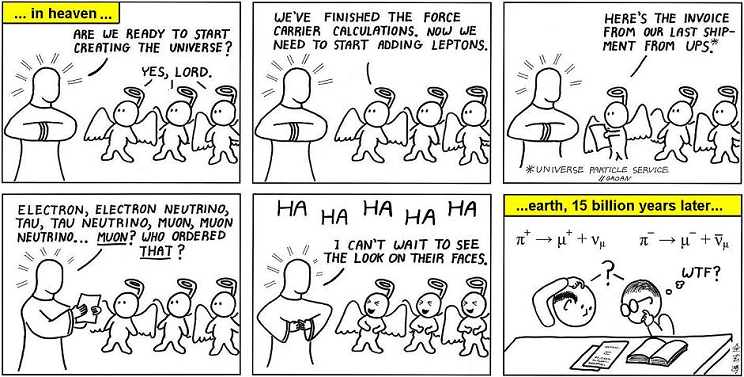 ... in heaven ...
ARE WE READY TO START
CREATING THE UNIVERSE?
YES, LORD.
WE'VE FINISHED THE FORCE
CARRIER CALCULATIONS. NOW WE
NEED TO START ADDING LEPTONS.
HERE'S THE INVOICE
FROM OUR LAST SHIP-
MENT FROM UPS.*
*UNIVERSE PARTICLE SERVICE
//GROAN
ELECTRON, ELECTRON NEUTRINO,
TAU, TAU NEUTRINO, MUON, MUON
NEUTRINO... MUON? WHO ORDERED
THAT?
HA HA HA HA HA
I CAN'T WAIT TO SEE
THE LOOK ON THEIR FACES.
...earth, 15 billion years later...
π⁺ → μ⁺ + ν_μ π⁻ → μ⁻ + ν̄_μ
?
WTF?